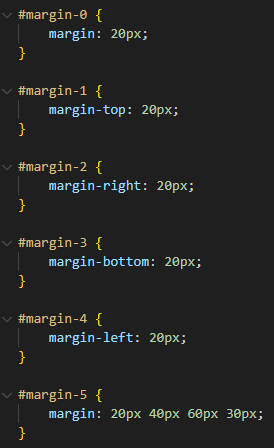 #margin-0 {
    margin: 20px;
}
#margin-1 {
    margin-top: 20px;
}
#margin-2 {
    margin-right: 20px;
}
#margin-3 {
    margin-bottom: 20px;
}
#margin-4 {
    margin-left: 20px;
}
#margin-5 {
    margin: 20px 40px 60px 30px;
}